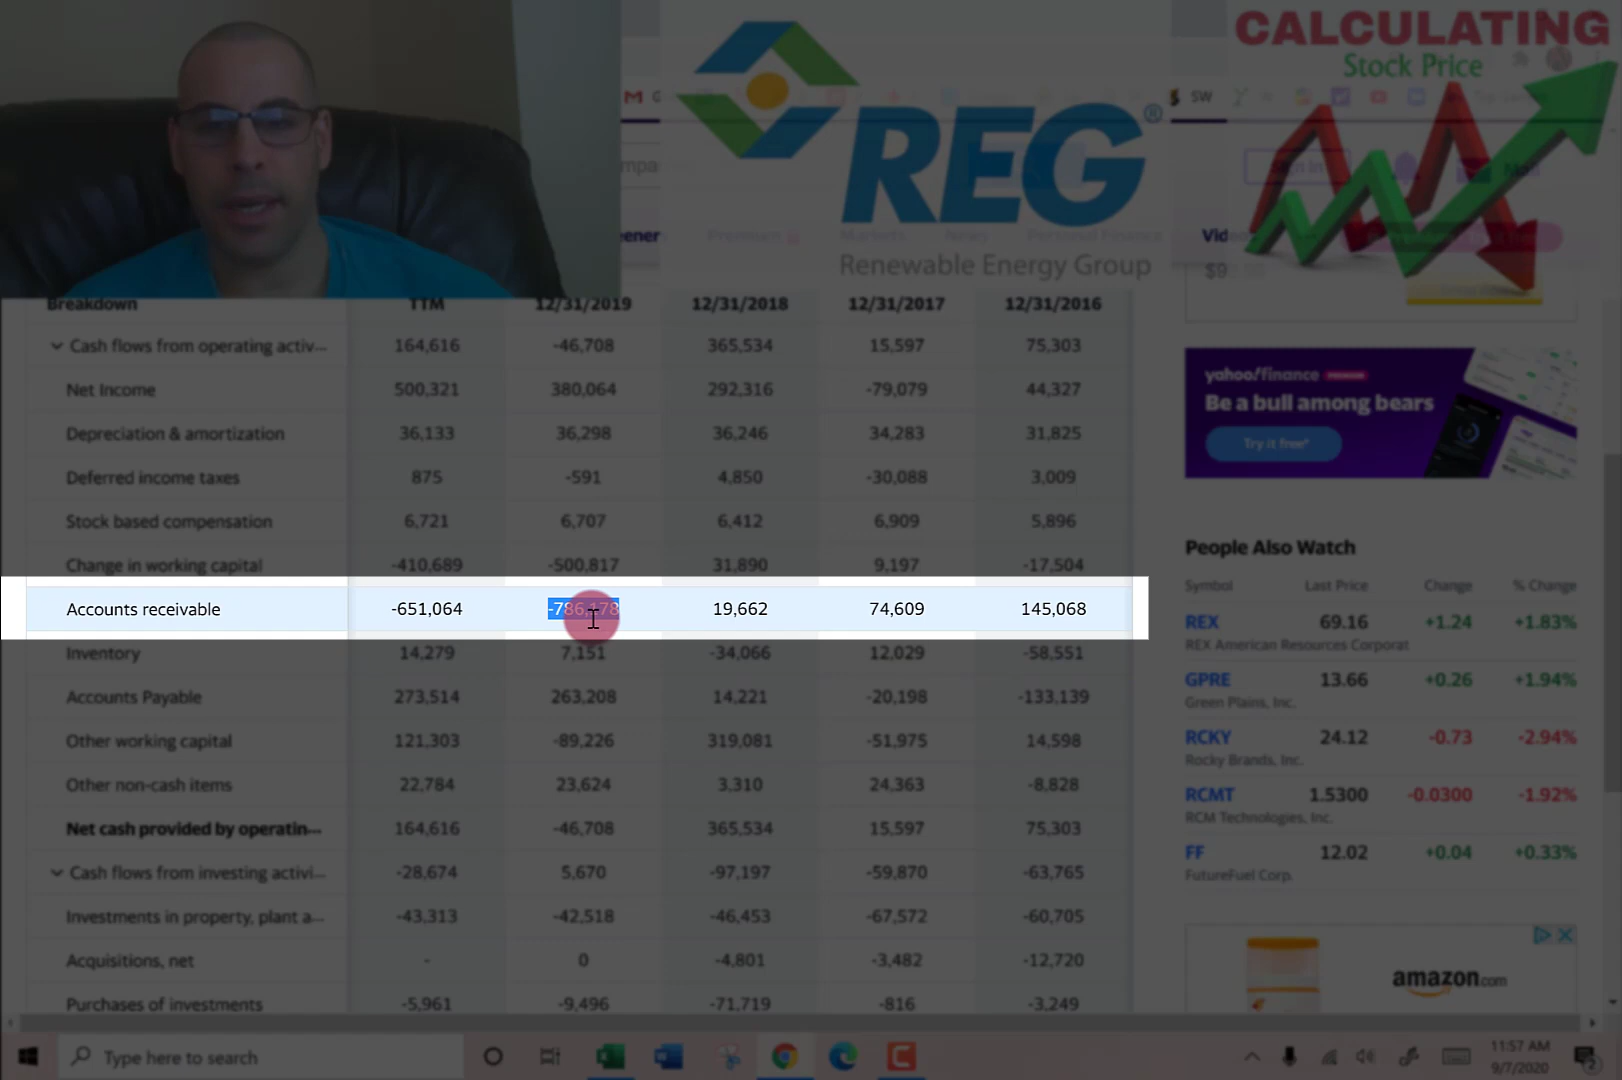 CALCULATING
Stock Price
SW
REG®
Renewable Energy Group
Premium Markets News Personal Finance
Breakdown TTM 12/31/2019 12/31/2018 12/31/2017 12/31/2016
Cash flows from operating activ... 164,616 -46,708 365,534 15,597 75,303
Net Income 500,321 380,064 292,316 -79,079 44,327
Depreciation & amortization 36,133 36,298 36,246 34,283 31,825
Deferred income taxes 875 -591 4,850 -30,088 3,009
Stock based compensation 6,721 6,707 6,412 6,909 5,896
Change in working capital -410,689 -500,817 31,890 9,197 -17,504
Accounts receivable -651,064 -786,178 19,662 74,609 145,068
Inventory 14,279 7,151 -34,066 12,029 -58,551
Accounts Payable 273,514 263,208 14,221 -20,198 -133,139
Other working capital 121,303 -89,226 319,081 -51,975 14,598
Other non-cash items 22,784 23,624 3,310 24,363 -8,828
Net cash provided by operatin... 164,616 -46,708 365,534 15,597 75,303
Cash flows from investing activi... -28,674 5,670 -97,197 -59,870 -63,765
Investments in property, plant a... -43,313 -42,518 -46,453 -67,572 -60,705
Acquisitions, net - 0 -4,801 -3,482 -12,720
Purchases of investments -5,961 -9,496 -71,719 -816 -3,249
yahoo!finance PREMIUM
Be a bull among bears
Try it free*
People Also Watch
Symbol Last Price Change % Change
REX 69.16 +1.24 +1.83%
REX American Resources Corporat
GPRE 13.66 +0.26 +1.94%
Green Plains, Inc.
RCKY 24.12 -0.73 -2.94%
Rocky Brands, Inc.
RCMT 1.5300 -0.0300 -1.92%
RCM Technologies, Inc.
FF 12.02 +0.04 +0.33%
FutureFuel Corp.
amazon.com
Type here to search
11:57 AM
9/7/2020
2